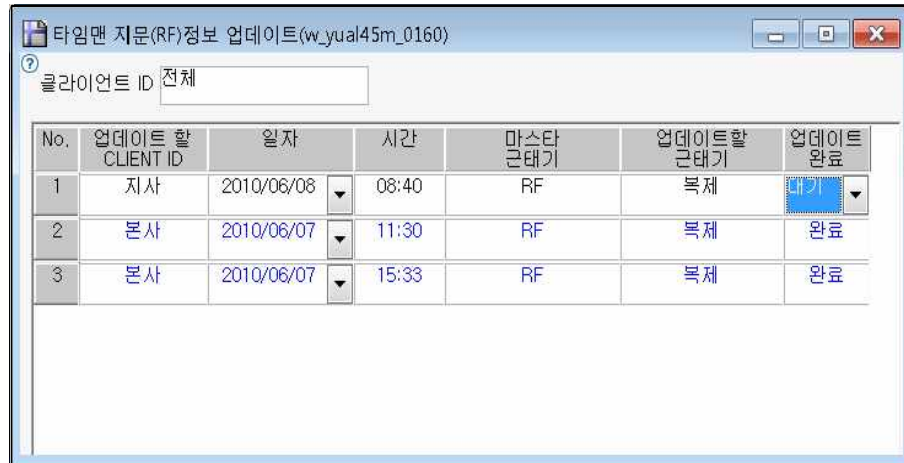 타임맨 지문(RF)정보 업데이트(w_yual45m_0160)
클라이언트 ID 전체
No. 업데이트 할 CLIENT ID 일자 시간 마스타 근태기 업데이트할 근태기 업데이트 완료
1 지사 2010/06/08 08:40 RF 복제 대기
2 본사 2010/06/07 11:30 RF 복제 완료
3 본사 2010/06/07 15:33 RF 복제 완료